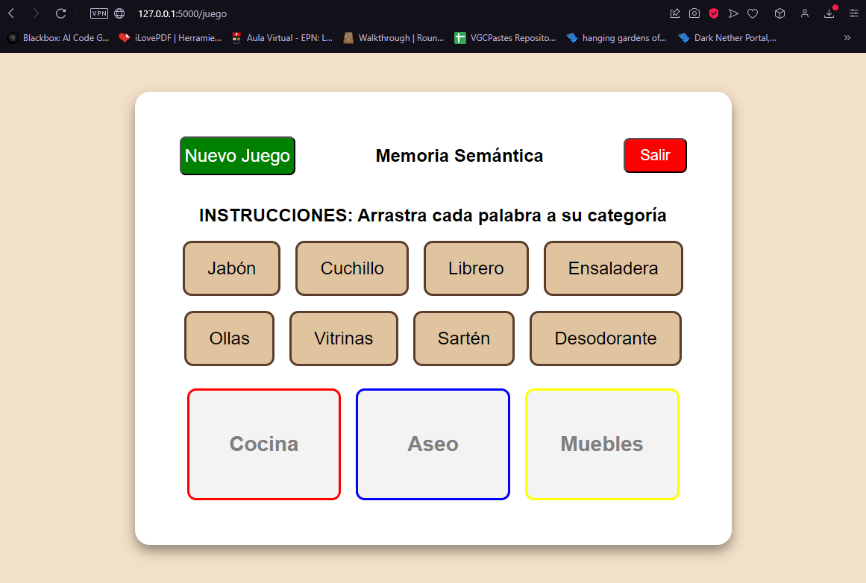 VPN 127.0.0.1:5000/juego
Blackbox: AI Code G... iLovePDF | Herramie... Aula Virtual - EPN: L... Walkthrough | Roun... VGCPastes Reposito... hanging gardens of... Dark Nether Portal,... »
Nuevo Juego Memoria Semántica Salir
INSTRUCCIONES: Arrastra cada palabra a su categoría
Jabón Cuchillo Librero Ensaladera
Ollas Vitrinas Sartén Desodorante
Cocina Aseo Muebles